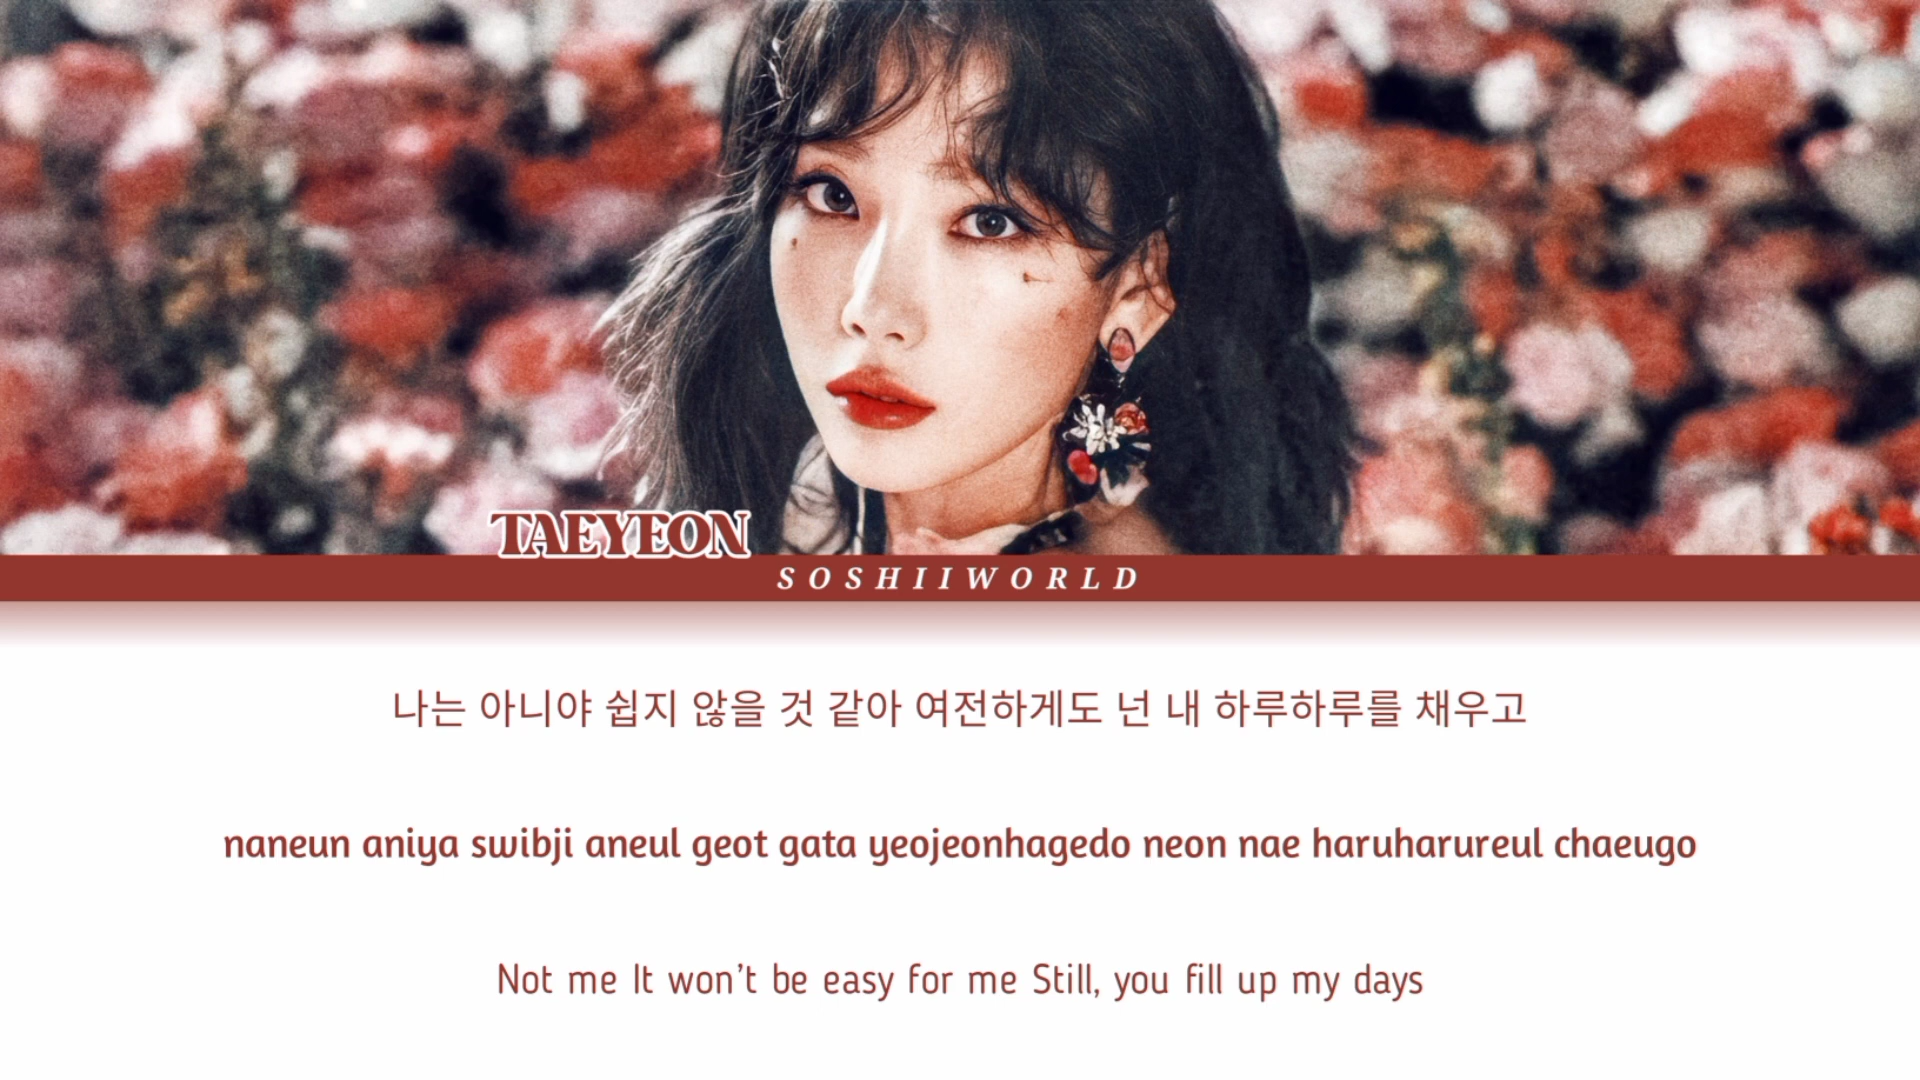 TAEYEON
SOSHIIWORLD
나는 아니야 쉽지 않을 것 같아 여전하게도 넌 내 하루하루를 채우고
naneun aniya swibji aneul geot gata yeojeonhagedo neon nae haruharureul chaeugo
Not me It won't be easy for me Still, you fill up my days